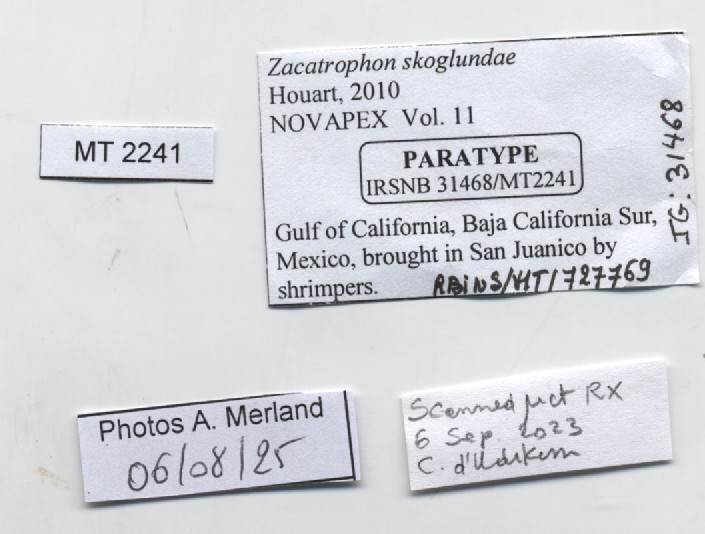 MT 2241
Zacatrophon skoglundae
Houart, 2010
NOVAPEX Vol. 11
PARATYPE
IRSNB 31468/MT2241
Gulf of California, Baja California Sur,
Mexico, brought in San Juanico by
shrimpers.
RBINS/MT/727769
IG: 31468
Photos A. Merland
06/08/25
Scanned µct RX
6 Sep. 2023
C. d'Udekem